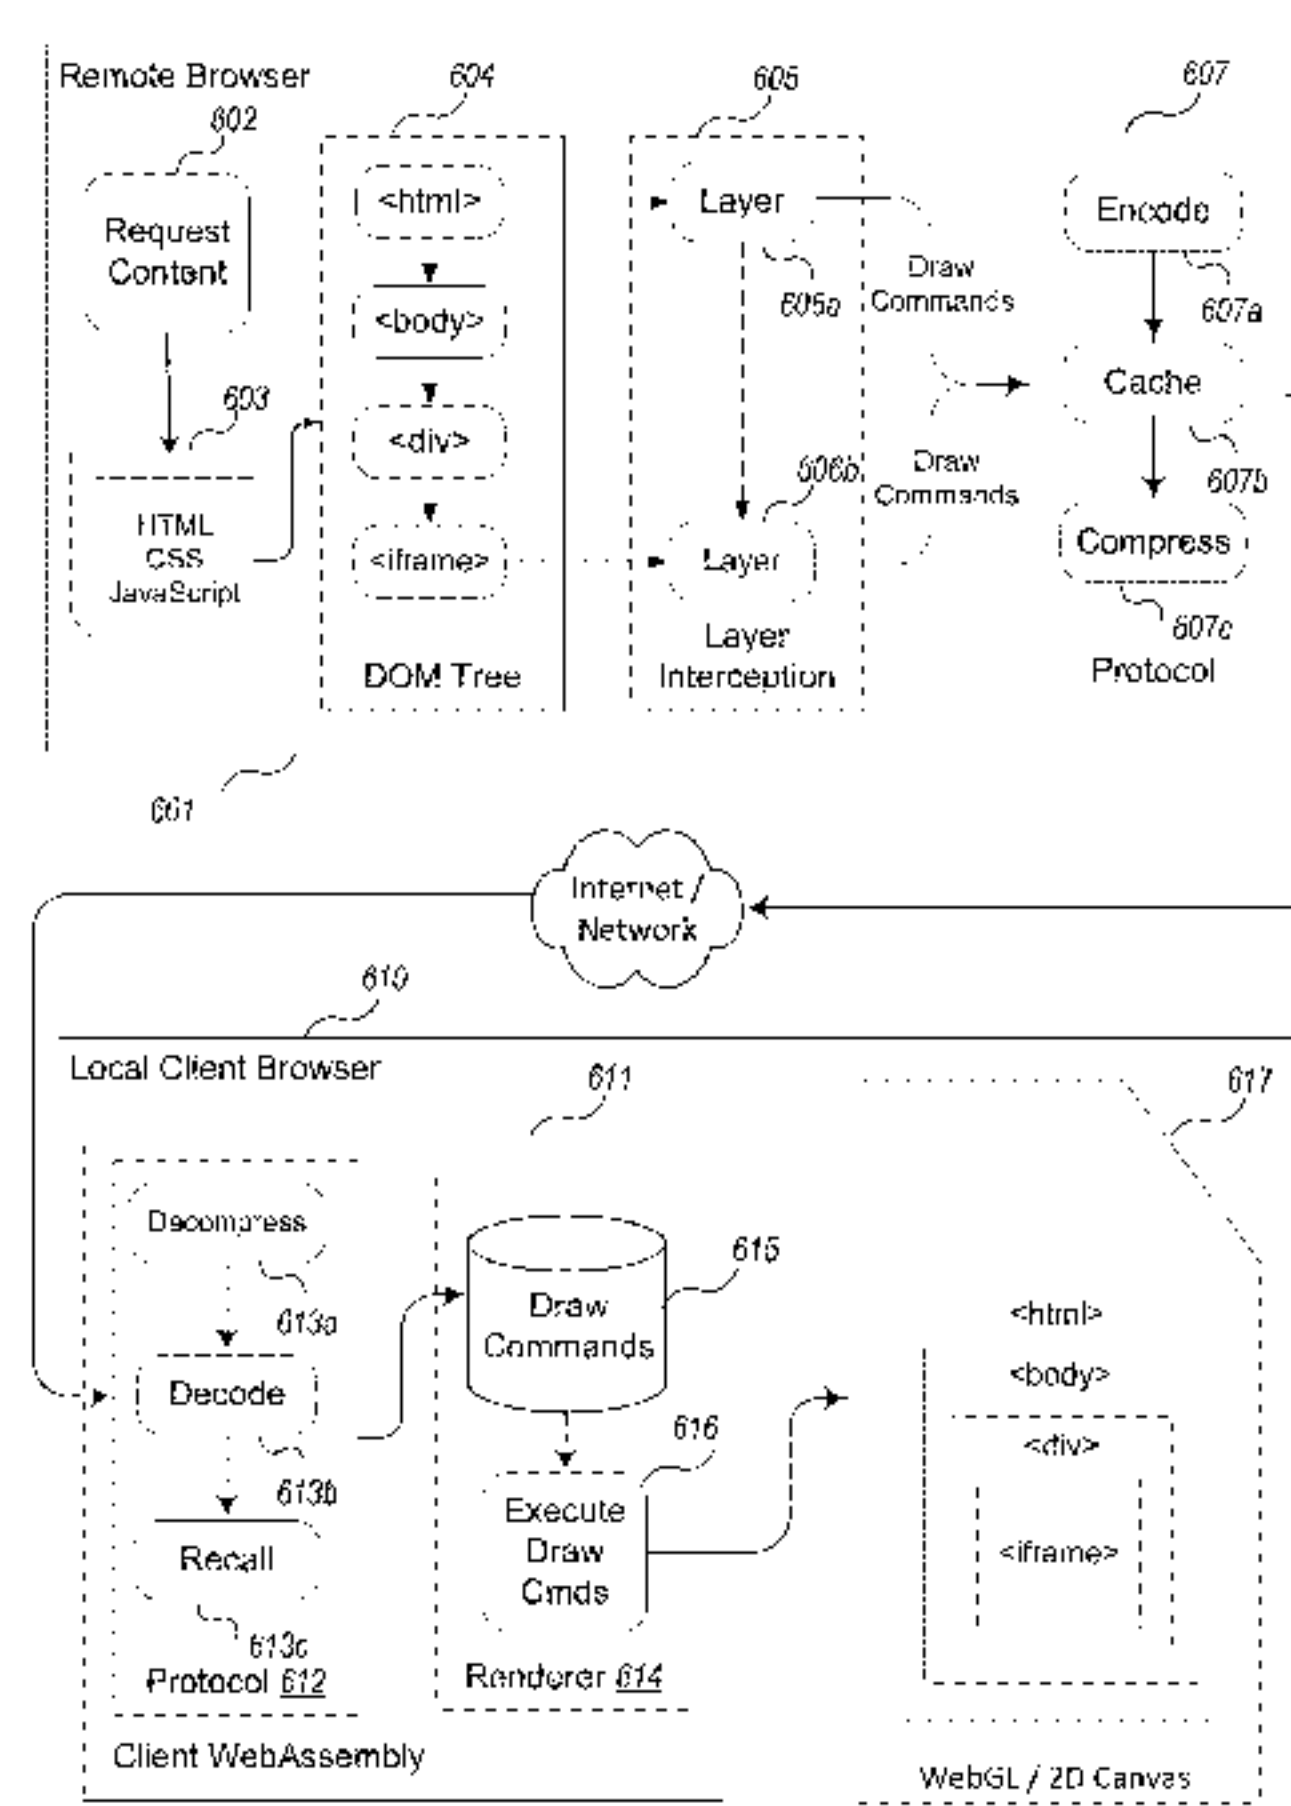 Remote Browser
602
604
605
607
Request
Content
603
HTML
CSS
JavaScript
<html>
<body>
<div>
<iframe>
DOM Tree
Layer
605a
606b
Layer
Layer
Interception
Draw
Commands
Draw
Commands
Encode
607a
Cache
607b
Compress
607c
Protocol
601
Internet /
Network
610
Local Client Browser
611
617
Decompress
613a
Decode
613b
Recall
613c
Protocol 612
Draw
Commands
615
616
Execute
Draw
Cmds
Renderer 614
Client WebAssembly
<html>
<body>
<div>
<iframe>
WebGL / 2D Canvas